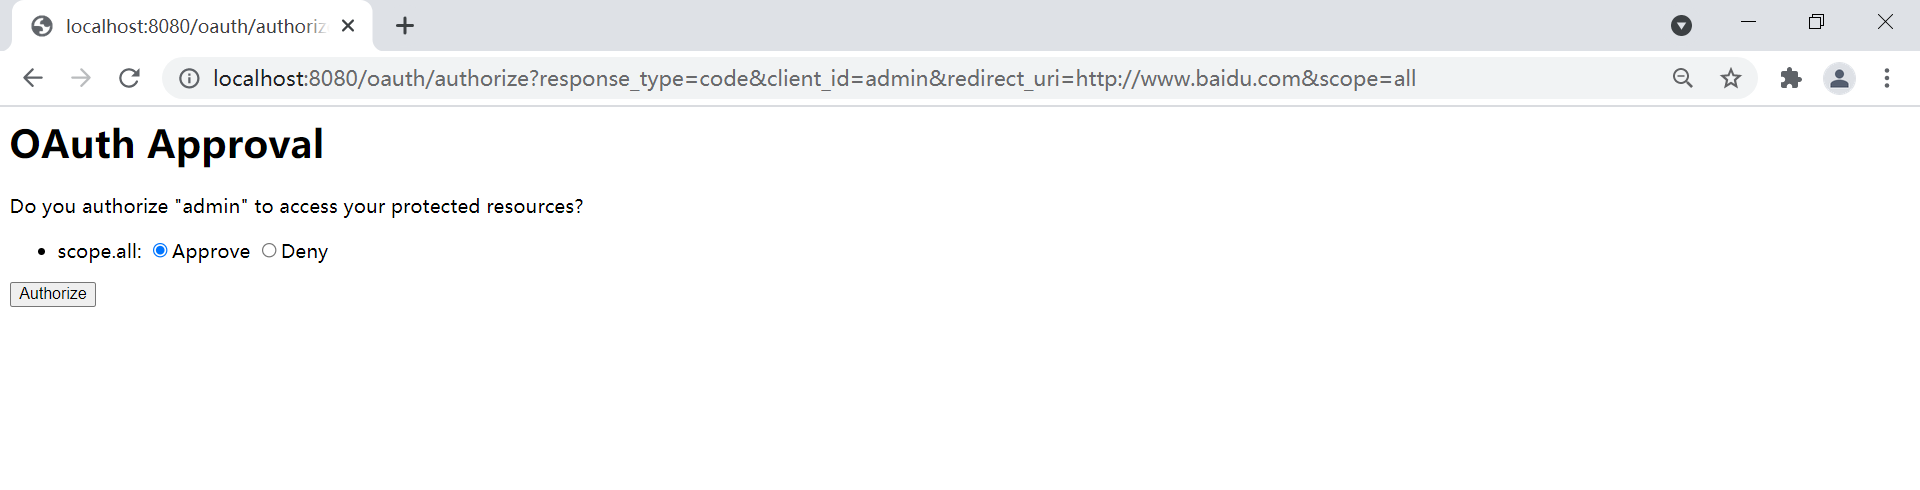 localhost:8080/oauth/authoriz
localhost:8080/oauth/authorize?response_type=code&client_id=admin&redirect_uri=http://www.baidu.com&scope=all
OAuth Approval
Do you authorize "admin" to access your protected resources?
scope.all: Approve Deny
Authorize